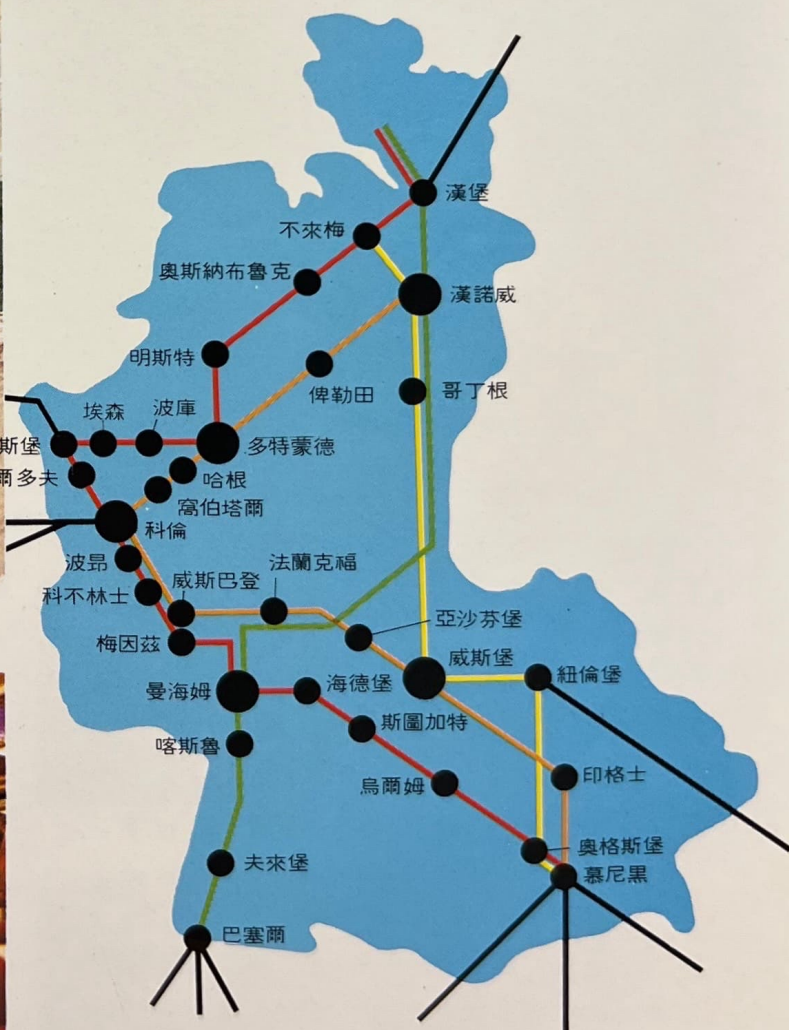 漢堡
不來梅
奧斯納布魯克
漢諾威
明斯特
俾勒田
哥丁根
埃森
波庫
斯堡
多特蒙德
爾多夫
哈根
窩伯塔爾
科倫
波昂
法蘭克福
威斯巴登
科不林士
亞沙芬堡
梅因茲
威斯堡
紐倫堡
曼海姆
海德堡
斯圖加特
喀斯魯
印格士
烏爾姆
奧格斯堡
夫來堡
慕尼黑
巴塞爾